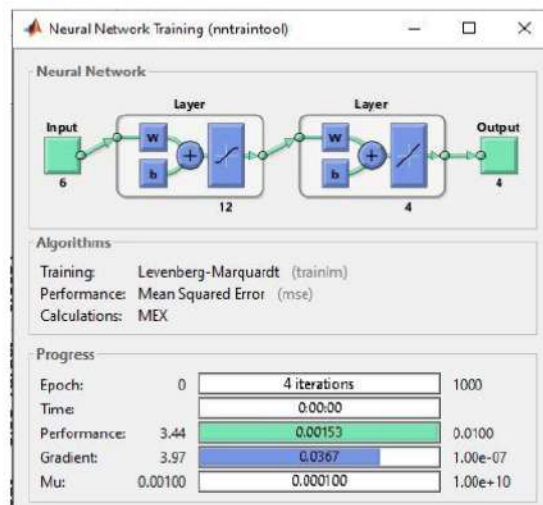 Neural Network Training (nntraintool)
Neural Network
Layer Layer
Input Output
W W
+ +
b b
6 12 4 4
Algorithms
Training: Levenberg-Marquardt (trainlm)
Performance: Mean Squared Error (mse)
Calculations: MEX
Progress
Epoch: 0 4 iterations 1000
Time: 0:00:00
Performance: 3.44 0.00153 0.0100
Gradient: 3.97 0.0367 1.00e-07
Mu: 0.00100 0.000100 1.00e+10